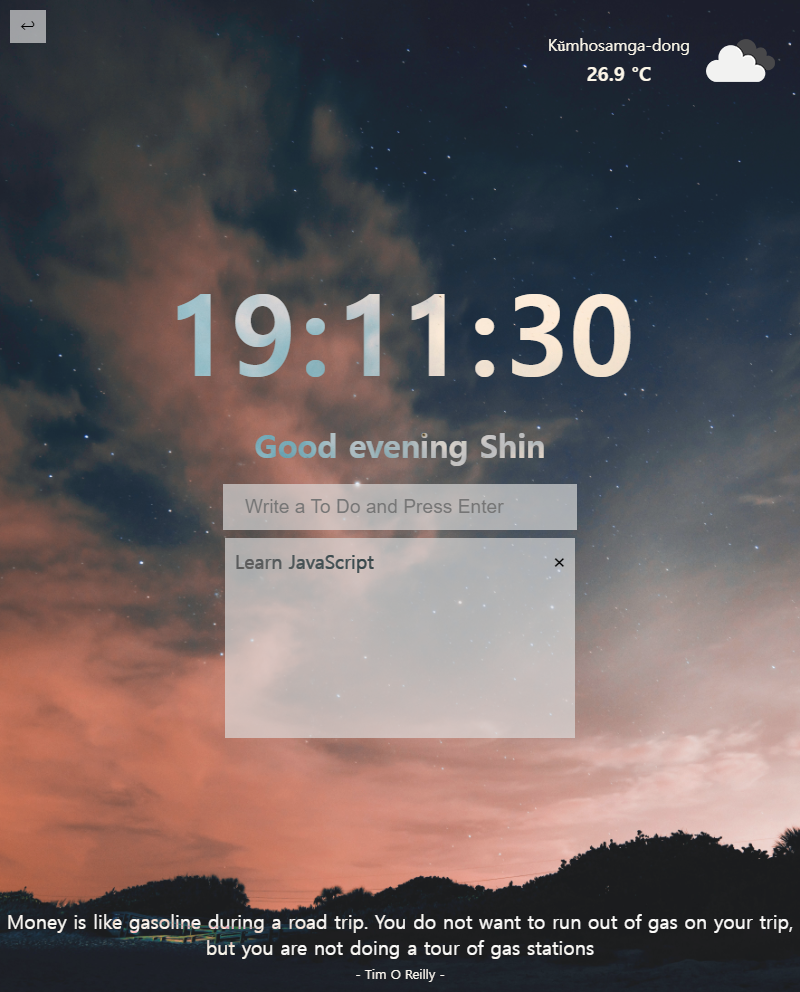 ↩
Kŭmhosamga-dong
26.9 °C
19:11:30
Good evening Shin
Write a To Do and Press Enter
Learn JavaScript ×
Money is like gasoline during a road trip. You do not want to run out of gas on your trip,
but you are not doing a tour of gas stations
- Tim O Reilly -